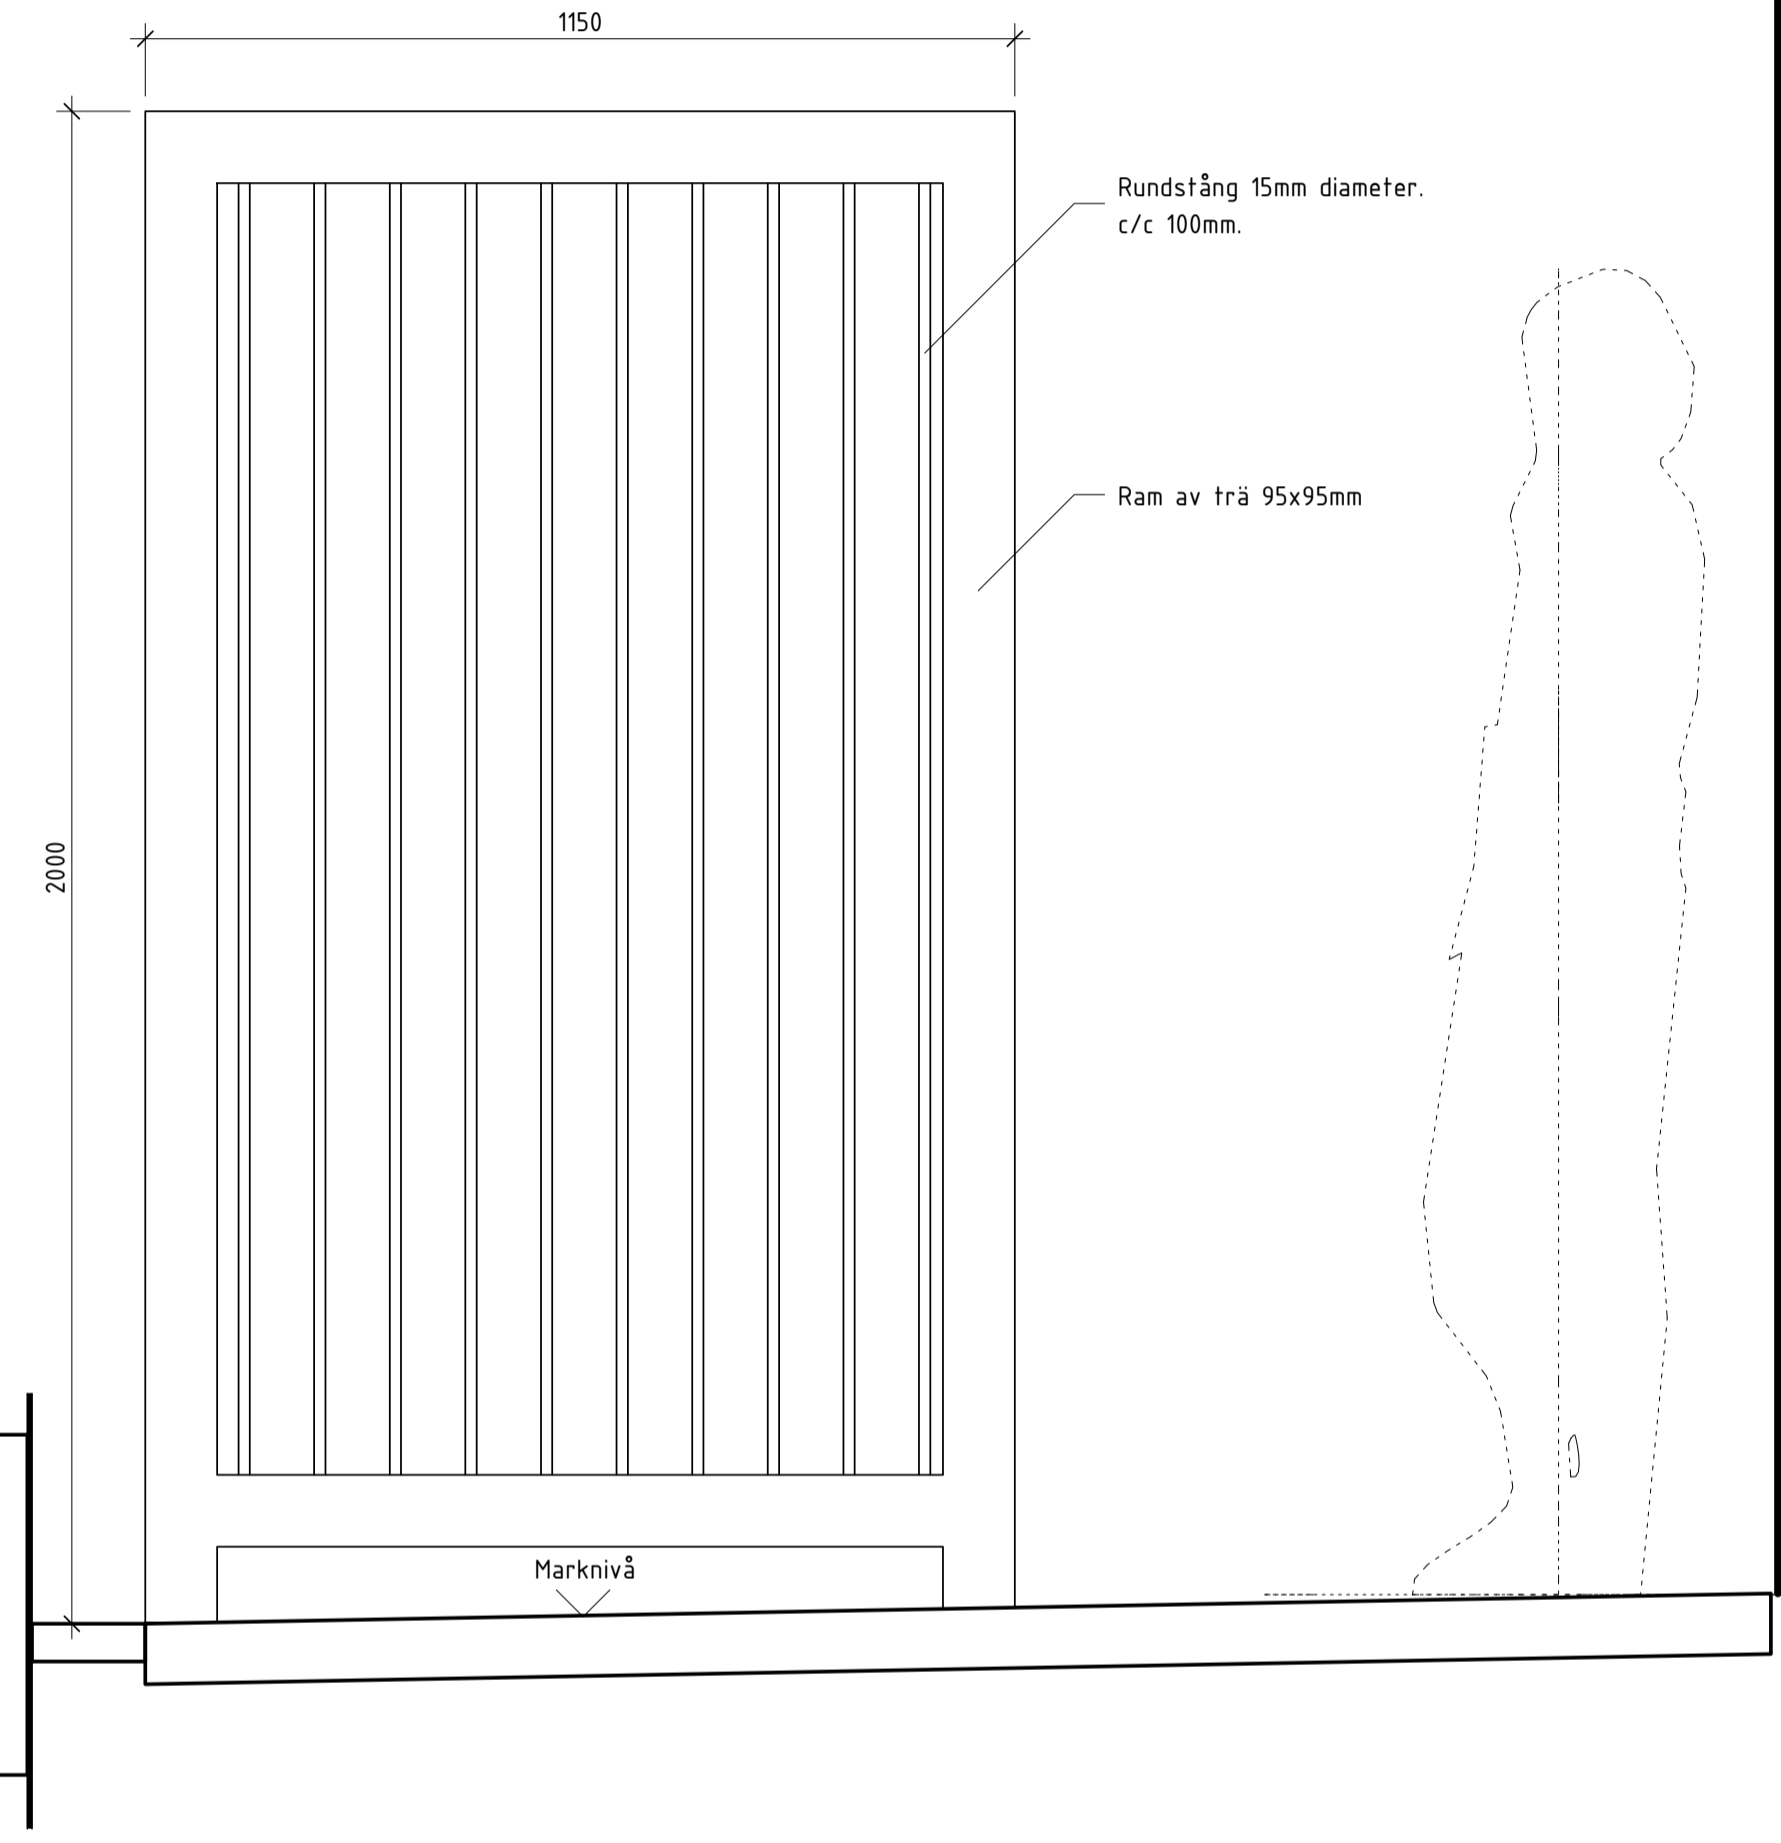 1150
Rundstång 15mm diameter.
c/c 100mm.
Ram av trä 95x95mm
2000
Marknivå